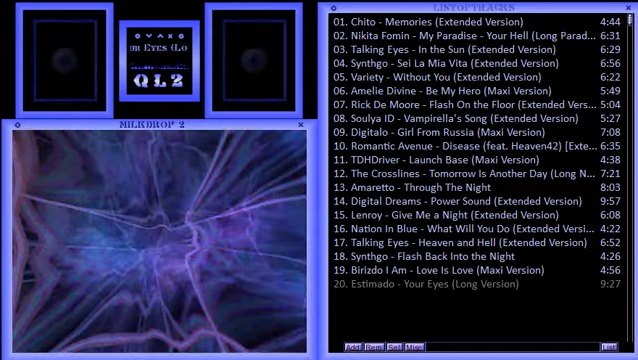 ur Eyes (Lo
QL2
MILKDROP 2
LISTOFTRACKS
01. Chito - Memories (Extended Version) 4:44
02. Nikita Fomin - My Paradise - Your Hell (Long Parad... 6:31
03. Talking Eyes - In the Sun (Extended Version) 6:29
04. Synthgo - Sei La Mia Vita (Extended Version) 6:56
05. Variety - Without You (Extended Version) 6:22
06. Amelie Divine - Be My Hero (Maxi Version) 5:49
07. Rick De Moore - Flash On the Floor (Extended Vers... 5:04
08. Soulya ID - Vampirella's Song (Extended Version) 5:27
09. Digitalo - Girl From Russia (Maxi Version) 7:08
10. Romantic Avenue - Disease (feat. Heaven42) [Exte... 6:35
11. TDHDriver - Launch Base (Maxi Version) 4:38
12. The Crosslines - Tomorrow Is Another Day (Long N... 7:21
13. Amaretto - Through The Night 8:03
14. Digital Dreams - Power Sound (Extended Version) 9:57
15. Lenroy - Give Me a Night (Extended Version) 6:08
16. Nation In Blue - What Will You Do (Extended Versi... 4:22
17. Talking Eyes - Heaven and Hell (Extended Version) 6:52
18. Synthgo - Flash Back Into the Night 4:26
19. Birizdo I Am - Love Is Love (Maxi Version) 4:56
20. Estimado - Your Eyes (Long Version) 9:27
Add Rem Sel Misc List